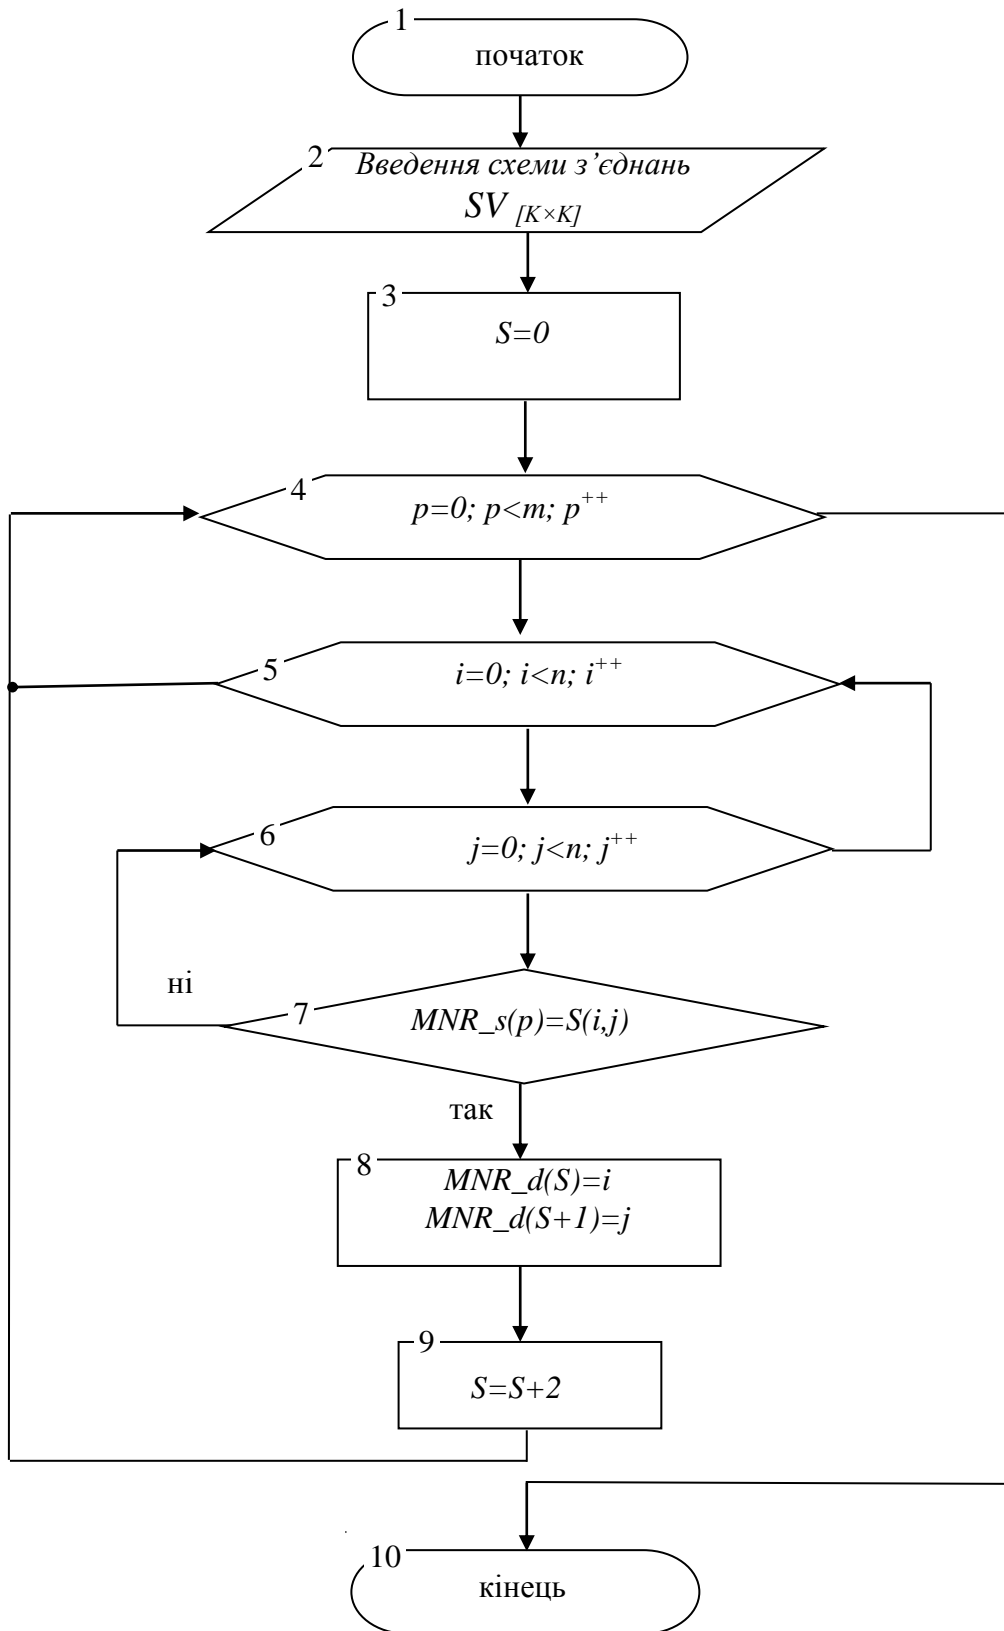 1
початок
2
Введення схеми з’єднань
SV [K×K]
3
S=0
4
p=0; p<m; p++
5
i=0; i<n; i++
6
j=0; j<n; j++
ні
7
MNR_s(p)=S(i,j)
так
8
MNR_d(S)=i
MNR_d(S+1)=j
9
S=S+2
10
кінець